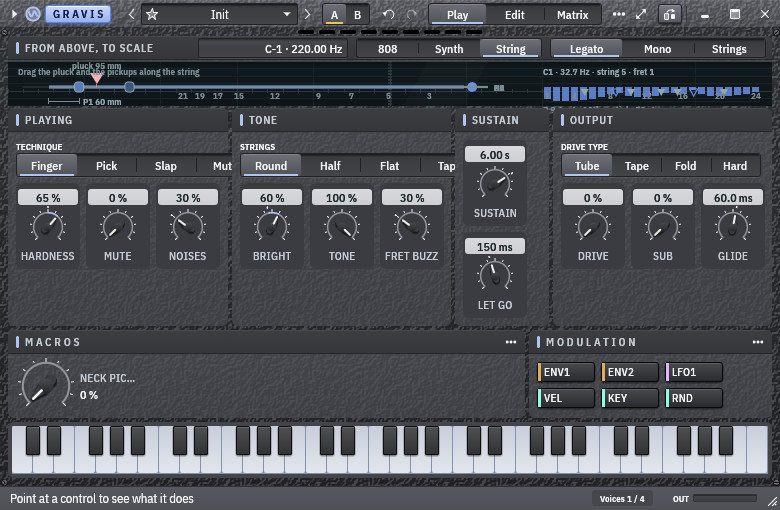 GRAVIS Init A B Play Edit Matrix
FROM ABOVE, TO SCALE C-1 · 220.00 Hz 808 Synth String Legato Mono Strings
pluck 95 mm
Drag the pluck and the pickups along the string
C1 · 32.7 Hz · string 5 · fret 1
21 19 17 15 12 9 7 5 3
24
P1 60 mm
PLAYING TONE SUSTAIN OUTPUT
TECHNIQUE STRINGS DRIVE TYPE
Finger Pick Slap Mut Round Half Flat Tap Tube Tape Fold Hard
6.00 s
65 % 0 % 30 % 60 % 100 % 30 % 0 % 0 % 60.0 ms
SUSTAIN
150 ms
HARDNESS MUTE NOISES BRIGHT TONE FRET BUZZ DRIVE SUB GLIDE
LET GO
MACROS MODULATION
NECK PIC...
0 %
ENV1 ENV2 LFO1
VEL KEY RND
Point at a control to see what it does Voices 1 / 4 OUT